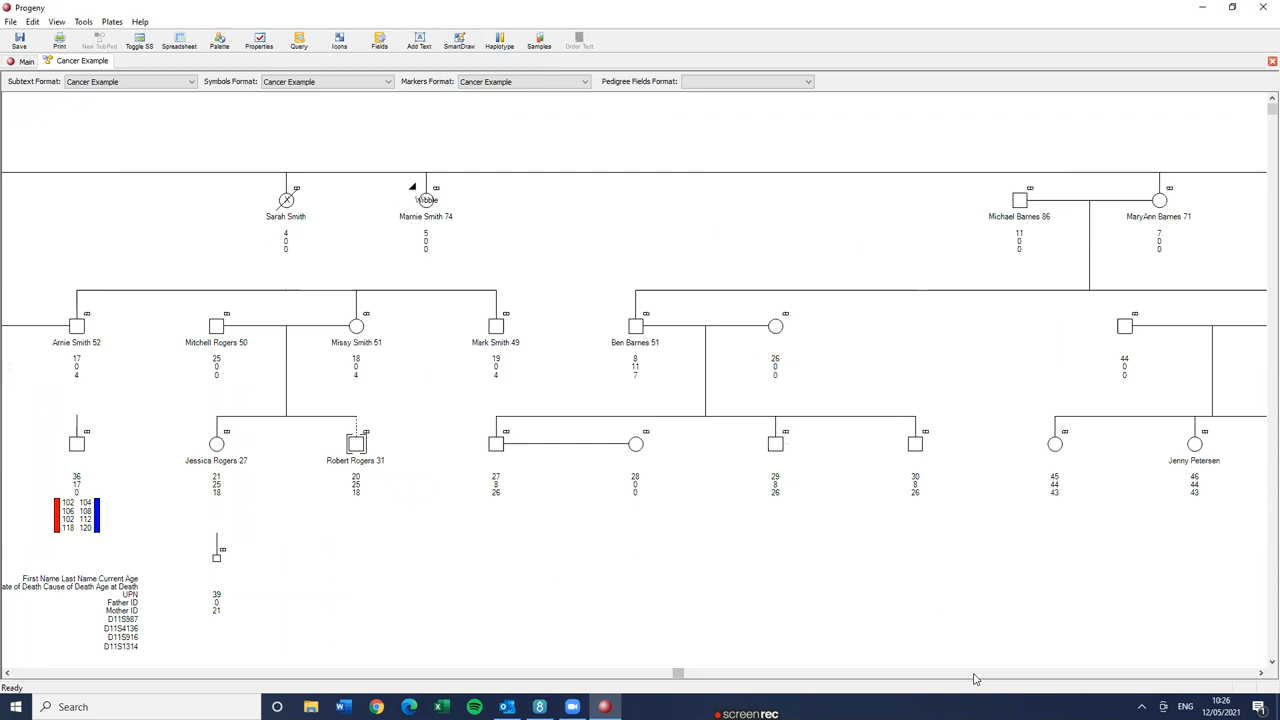 Progeny
File Edit View Tools Plates Help
Save Print New SubPed Toggle SS Spreadsheet Palette Properties Query Icons Fields Add Text SmartDraw Haplotype Samples Order Test
Main Cancer Example
Subtext Format: Cancer Example Symbols Format: Cancer Example Markers Format: Cancer Example Pedigree Fields Format:
Wibble
Sarah Smith Marnie Smith 74 Michael Barnes 86 MaryAnn Barnes 71
4 5 11 7
0 0 0 0
0 0 0 0
Arnie Smith 52 Mitchell Rogers 50 Missy Smith 51 Mark Smith 49 Ben Barnes 51
17 25 18 19 8 26 44
0 0 0 0 11 0 0
4 0 4 4 7 0 0
Jessica Rogers 27 Robert Rogers 31 Jenny Petersen
36 21 20 27 28 29 30 45 46
17 25 25 8 0 8 8 44 44
0 18 18 26 0 26 26 43 43
102 104
106 108
102 112
118 120
First Name Last Name Current Age
ate of Death Cause of Death Age at Death
UPN 39
Father ID 0
Mother ID 21
D11S987
D11S4136
D11S916
D11S1314
Ready
Search
ENG
10:26
12/05/2021
screenrec